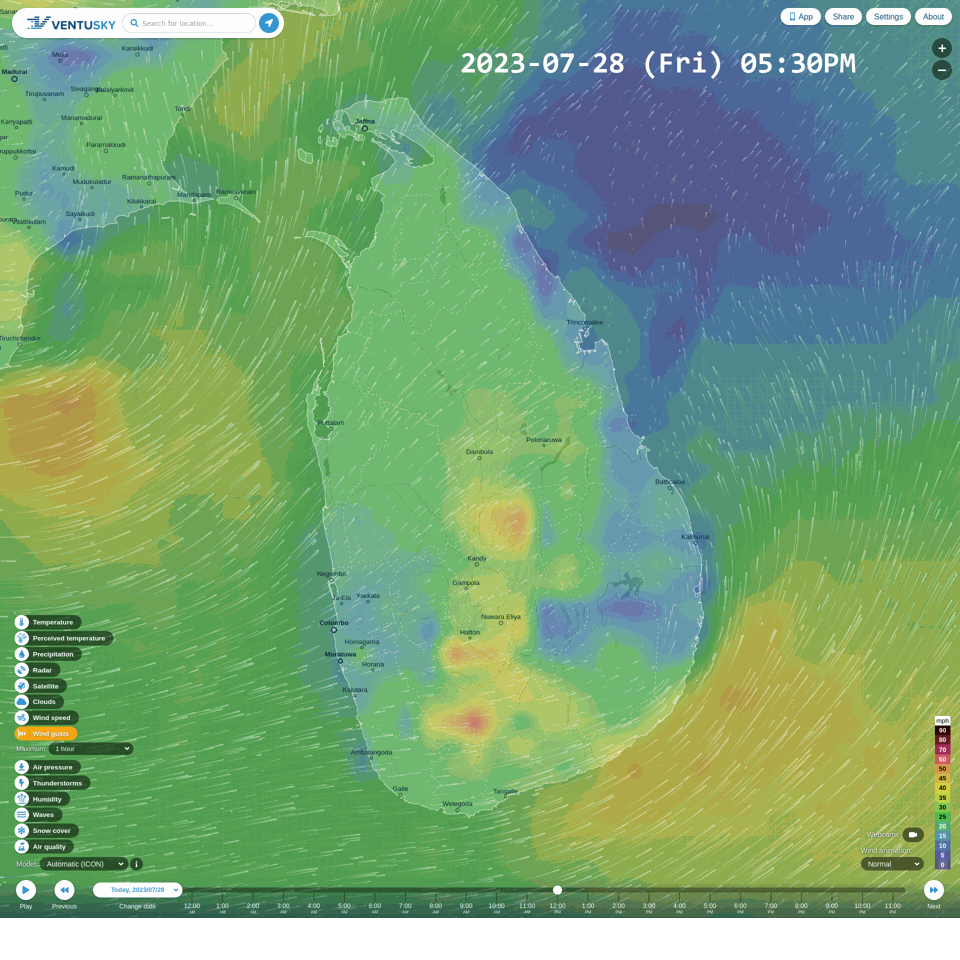 VENTUSKY
Search for location...
App
Share
Settings
About
2023-07-28 (Fri) 05:30PM
+
−
Melur
Karaikkudi
Madurai
Tirupuvanam
Tondi
Kariyapatti
Manamadurai
Jaffna
Paramakkudi
Kamudi
Mudukulattur
Ramanathapuram
Pudur
Mandapam
Rameswaram
Kilakkarai
Sayalkudi
Vilattikulam
Trincomalee
Tiruchchendur
Puttalam
Polonaruwa
Dambula
Batticaloa
Kalmunai
Kandy
Negombo
Gampola
Ja-Ela
Yakkala
Nuwara Eliya
Colombo
Hatton
Homagama
Moratuwa
Horana
Kalutara
Ambalangoda
Galle
Tangalle
Weligoda
Temperature
Perceived temperature
Precipitation
Radar
Satellite
Clouds
Wind speed
Wind gusts
Maximum: 1 hour
Air pressure
Thunderstorms
Humidity
Waves
Snow cover
Air quality
Model: Automatic (ICON) i
mph
90
80
70
60
50
45
40
35
30
25
20
15
10
5
0
Webcams
Wind animation:
Normal
Play
Previous
Today, 2023/07/28
Change date
12:00 AM
1:00 AM
2:00 AM
3:00 AM
4:00 AM
5:00 AM
6:00 AM
7:00 AM
8:00 AM
9:00 AM
10:00 AM
11:00 AM
12:00 PM
1:00 PM
2:00 PM
3:00 PM
4:00 PM
5:00 PM
6:00 PM
7:00 PM
8:00 PM
9:00 PM
10:00 PM
11:00 PM
Next